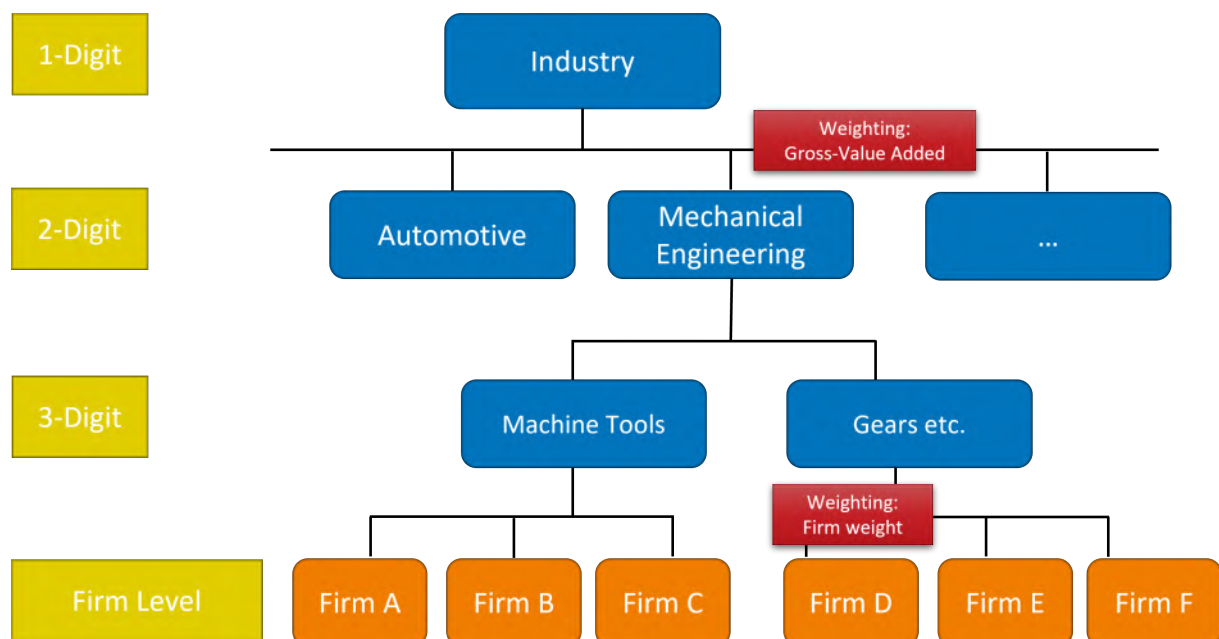 1-Digit
Industry
Weighting:
Gross-Value Added
2-Digit
Automotive
Mechanical
Engineering
...
3-Digit
Machine Tools
Gears etc.
Weighting:
Firm weight
Firm Level
Firm A
Firm B
Firm C
Firm D
Firm E
Firm F